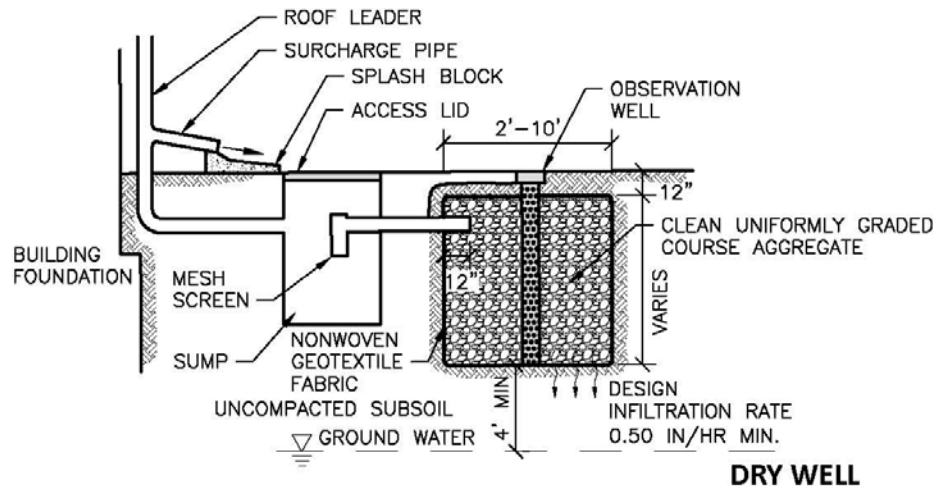 ROOF LEADER
SURCHARGE PIPE
SPLASH BLOCK
ACCESS LID
OBSERVATION
WELL
2'-10'
12"
CLEAN UNIFORMLY GRADED
COURSE AGGREGATE
BUILDING
FOUNDATION
MESH
SCREEN
12"
VARIES
SUMP
NONWOVEN
GEOTEXTILE
FABRIC
UNCOMPACTED SUBSOIL
4' MIN
DESIGN
INFILTRATION RATE
0.50 IN/HR MIN.
GROUND WATER
DRY WELL